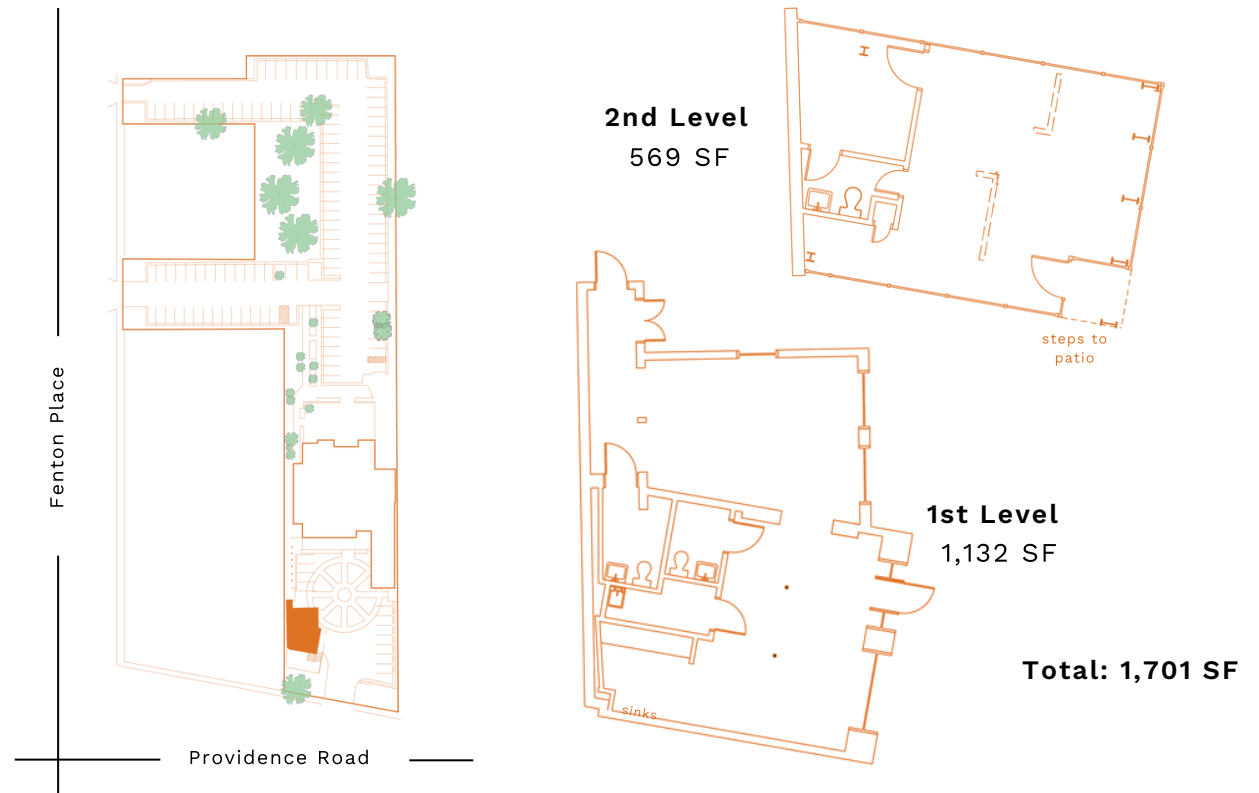 2nd Level
569 SF
steps to
patio
Fenton Place
1st Level
1,132 SF
Total: 1,701 SF
sinks
Providence Road